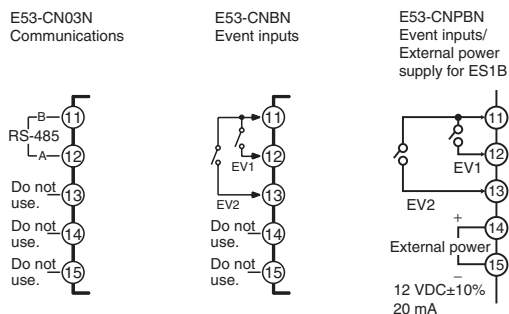 E53-CN03N
Communications
B
11
RS-485
A
12
Do not
use.
13
Do not
use.
14
Do not
use.
15
E53-CNBN
Event inputs
11
EV1
12
EV2
13
Do not
use.
14
Do not
use.
15
E53-CNPBN
Event inputs/
External power
supply for ES1B
11
EV1
12
EV2
13
+
14
External power
15
−
12 VDC±10%
20 mA